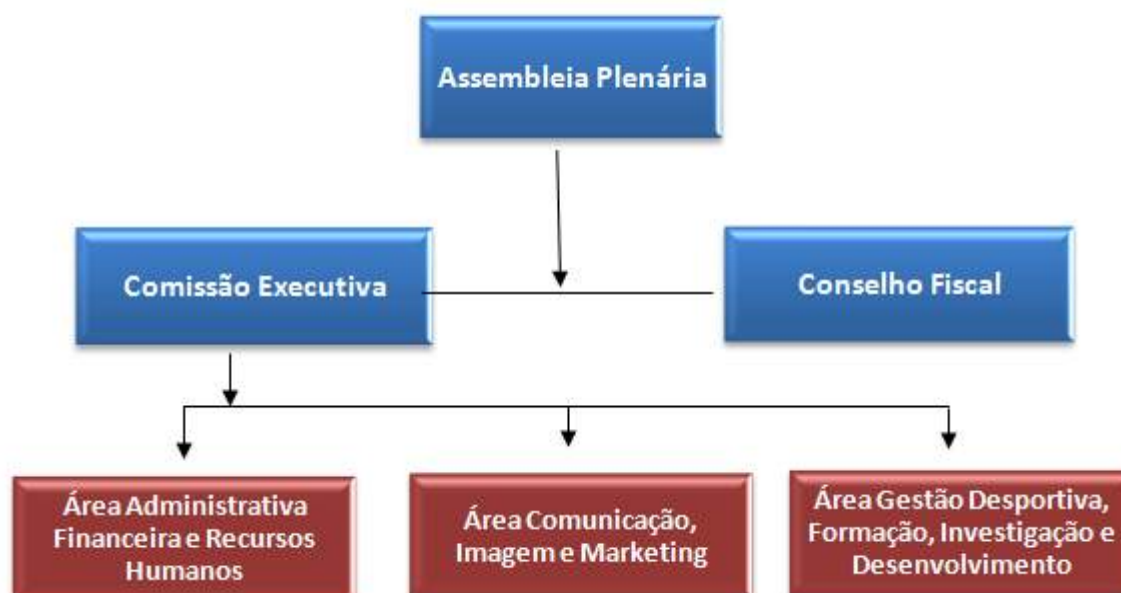 Assembleia Plenária
Comissão Executiva
Conselho Fiscal
Área Administrativa
Financeira e Recursos
Humanos
Área Comunicação,
Imagem e Marketing
Área Gestão Desportiva,
Formação, Investigação e
Desenvolvimento